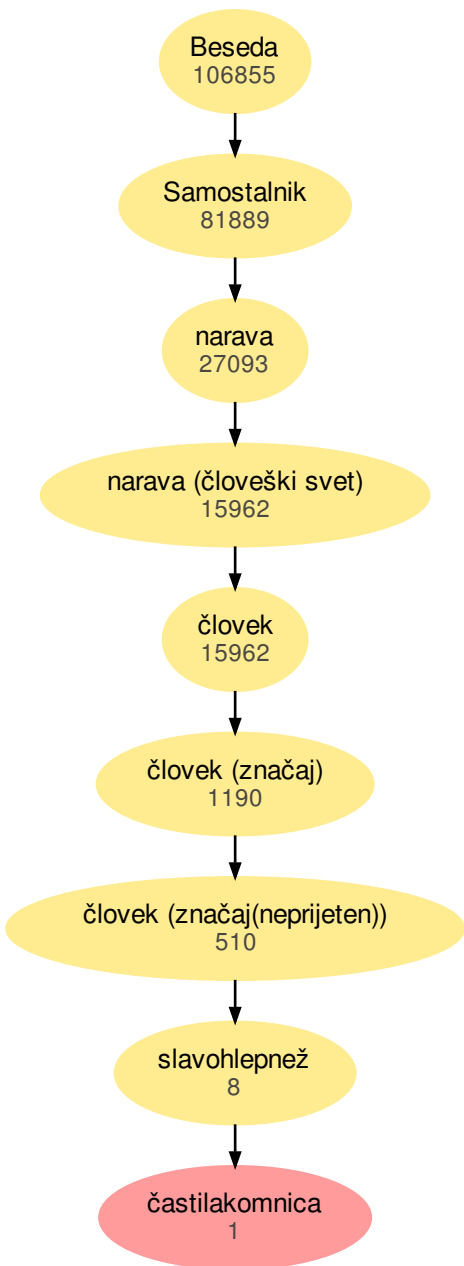 Beseda
106855
Samostalnik
81889
narava
27093
narava (človeški svet)
15962
človek
15962
človek (značaj)
1190
človek (značaj(neprijeten))
510
slavohlepnež
8
častilakomnica
1